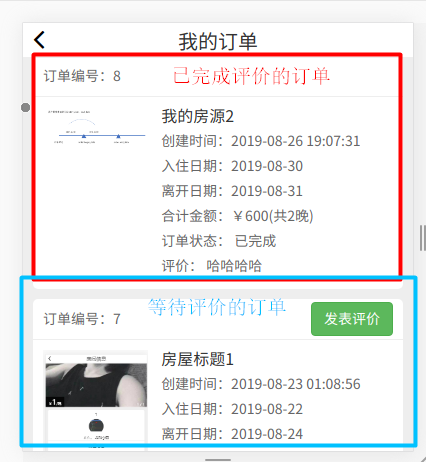 我的订单
订单编号：8
已完成评价的订单
我的房源2
创建时间：2019-08-26 19:07:31
入住日期：2019-08-30
离开日期：2019-08-31
合计金额：￥600(共2晚)
订单状态： 已完成
评价： 哈哈哈哈
等待评价的订单
订单编号：7
发表评价
房屋标题1
创建时间：2019-08-23 01:08:56
入住日期：2019-08-22
离开日期：2019-08-24